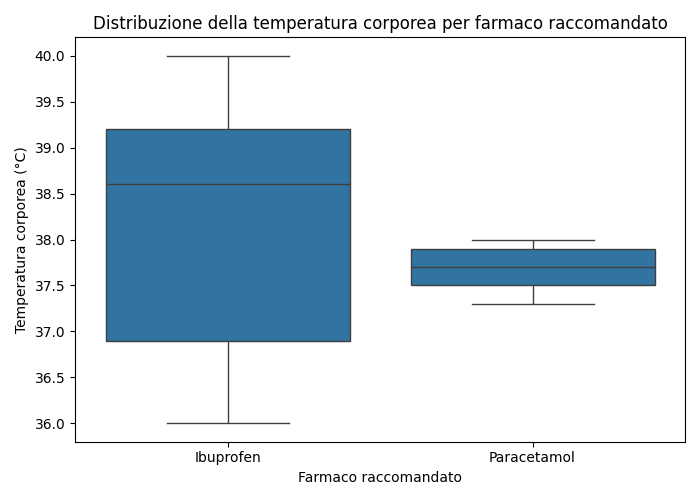 Distribuzione della temperatura corporea per farmaco raccomandato
Temperatura corporea (°C)
40.0
39.5
39.0
38.5
38.0
37.5
37.0
36.5
36.0
Ibuprofen
Paracetamol
Farmaco raccomandato